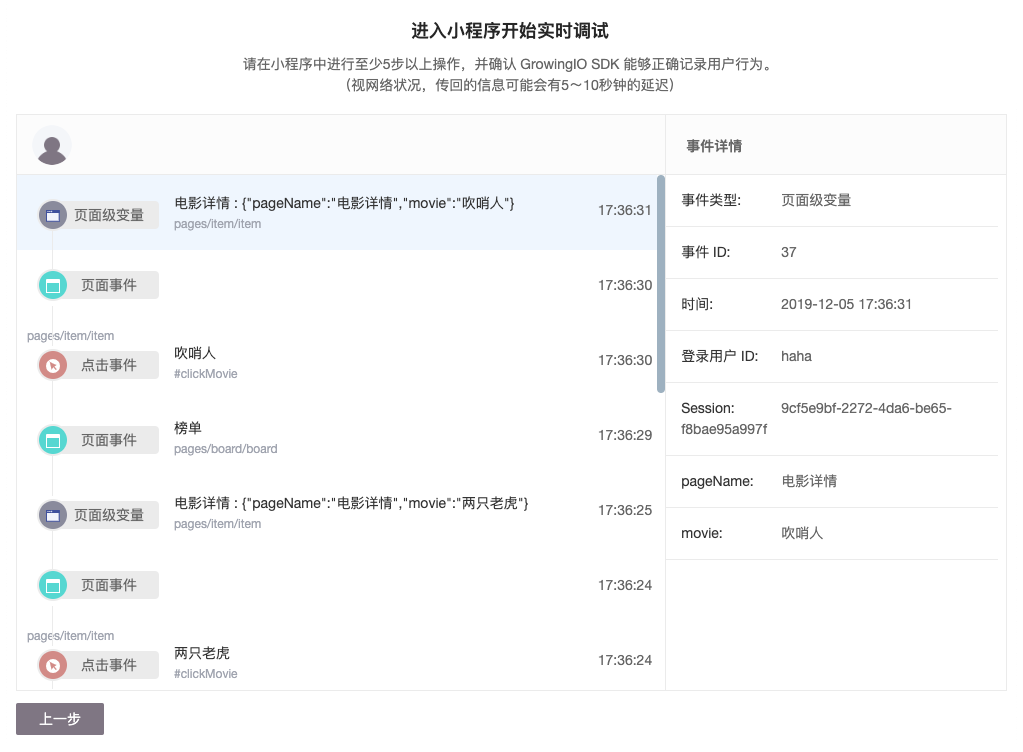 进入小程序开始实时调试
请在小程序中进行至少5步以上操作，并确认 GrowingIO SDK 能够正确记录用户行为。
（视网络状况，传回的信息可能会有5～10秒钟的延迟）
页面级变量
电影详情 : {"pageName":"电影详情","movie":"吹哨人"}
pages/item/item
17:36:31
页面事件
17:36:30
pages/item/item
点击事件
吹哨人
#clickMovie
17:36:30
页面事件
榜单
pages/board/board
17:36:29
页面级变量
电影详情 : {"pageName":"电影详情","movie":"两只老虎"}
pages/item/item
17:36:25
页面事件
17:36:24
pages/item/item
点击事件
两只老虎
#clickMovie
17:36:24
事件详情
事件类型: 页面级变量
事件 ID: 37
时间: 2019-12-05 17:36:31
登录用户 ID: haha
Session: 9cf5e9bf-2272-4da6-be65-
f8bae95a997f
pageName: 电影详情
movie: 吹哨人
上一步